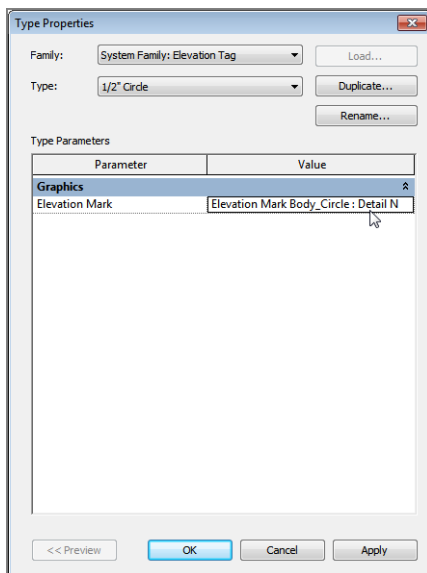 Type Properties
Family: System Family: Elevation Tag Load...
Type: 1/2" Circle Duplicate...
Rename...
Type Parameters
Parameter Value
Graphics
Elevation Mark Elevation Mark Body_Circle : Detail N
<< Preview OK Cancel Apply